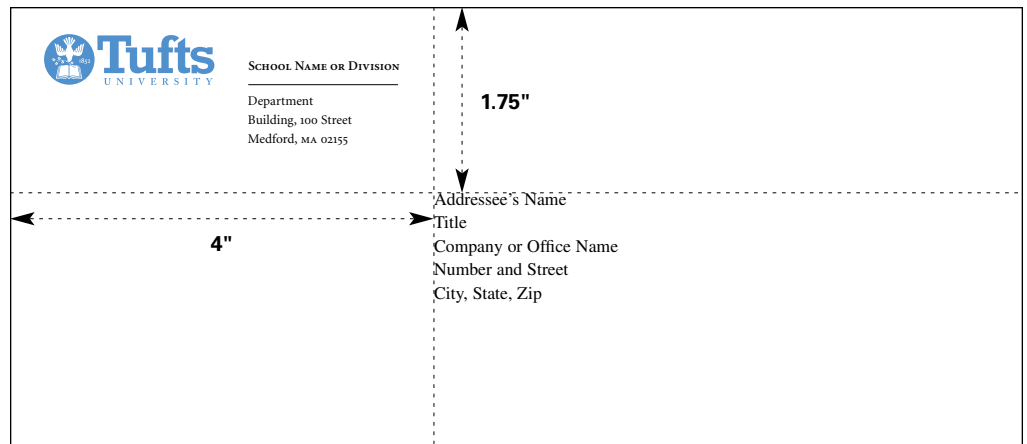 1852
Tufts
UNIVERSITY
School Name or Division
Department
Building, 100 Street
Medford, MA 02155
1.75"
4"
Addressee’s Name
Title
Company or Office Name
Number and Street
City, State, Zip